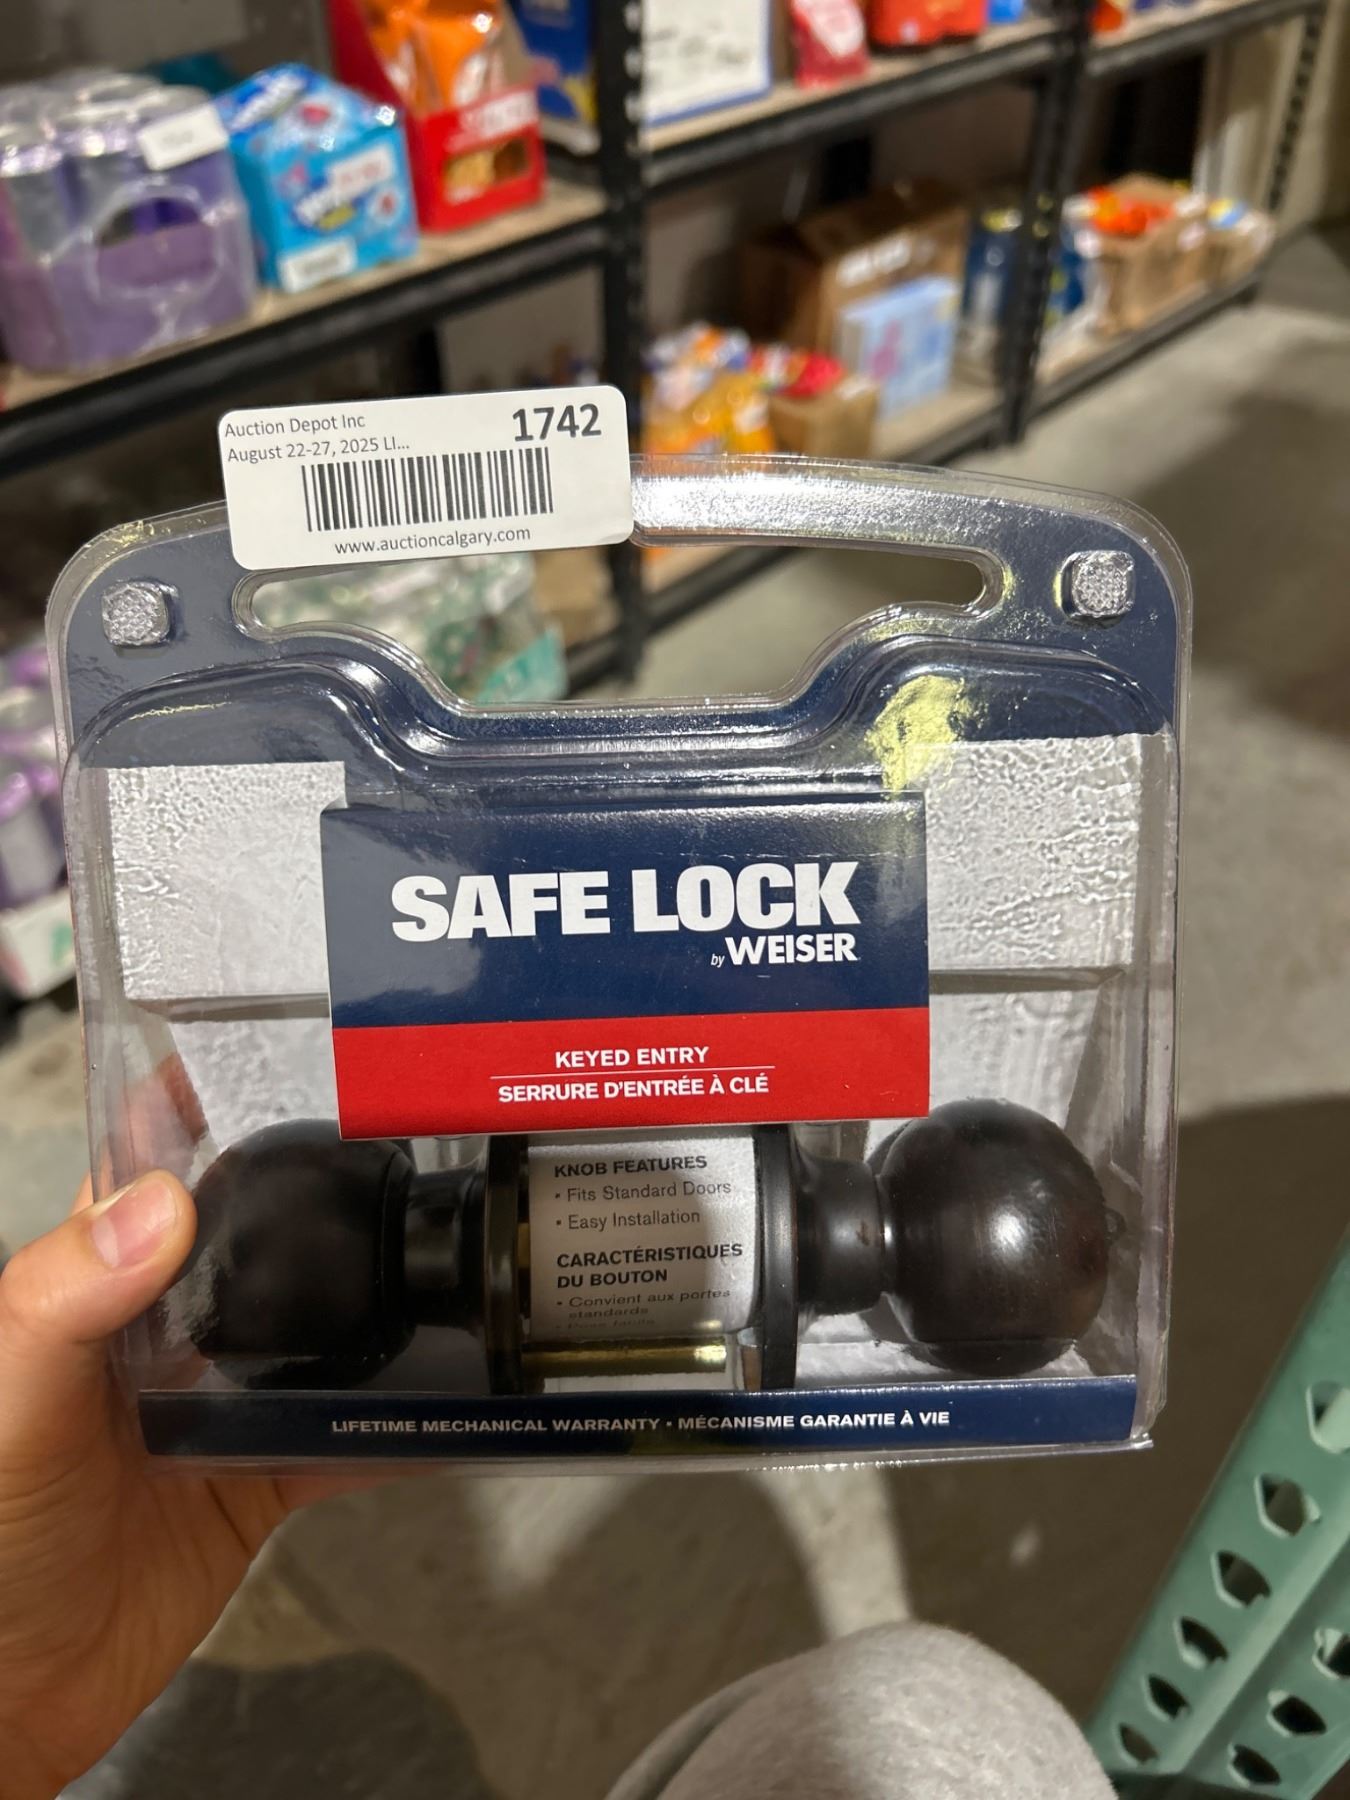 Auction Depot Inc
1742
August 22-27, 2025 LI...
www.auctioncalgary.com
SAFE LOCK
by WEISER
KEYED ENTRY
SERRURE D'ENTRÉE À CLÉ
KNOB FEATURES
• Fits Standard Doors
• Easy Installation
CARACTÉRISTIQUES
DU BOUTON
• Convient aux portes
standards
• Pose facile
LIFETIME MECHANICAL WARRANTY • MÉCANISME GARANTIE À VIE